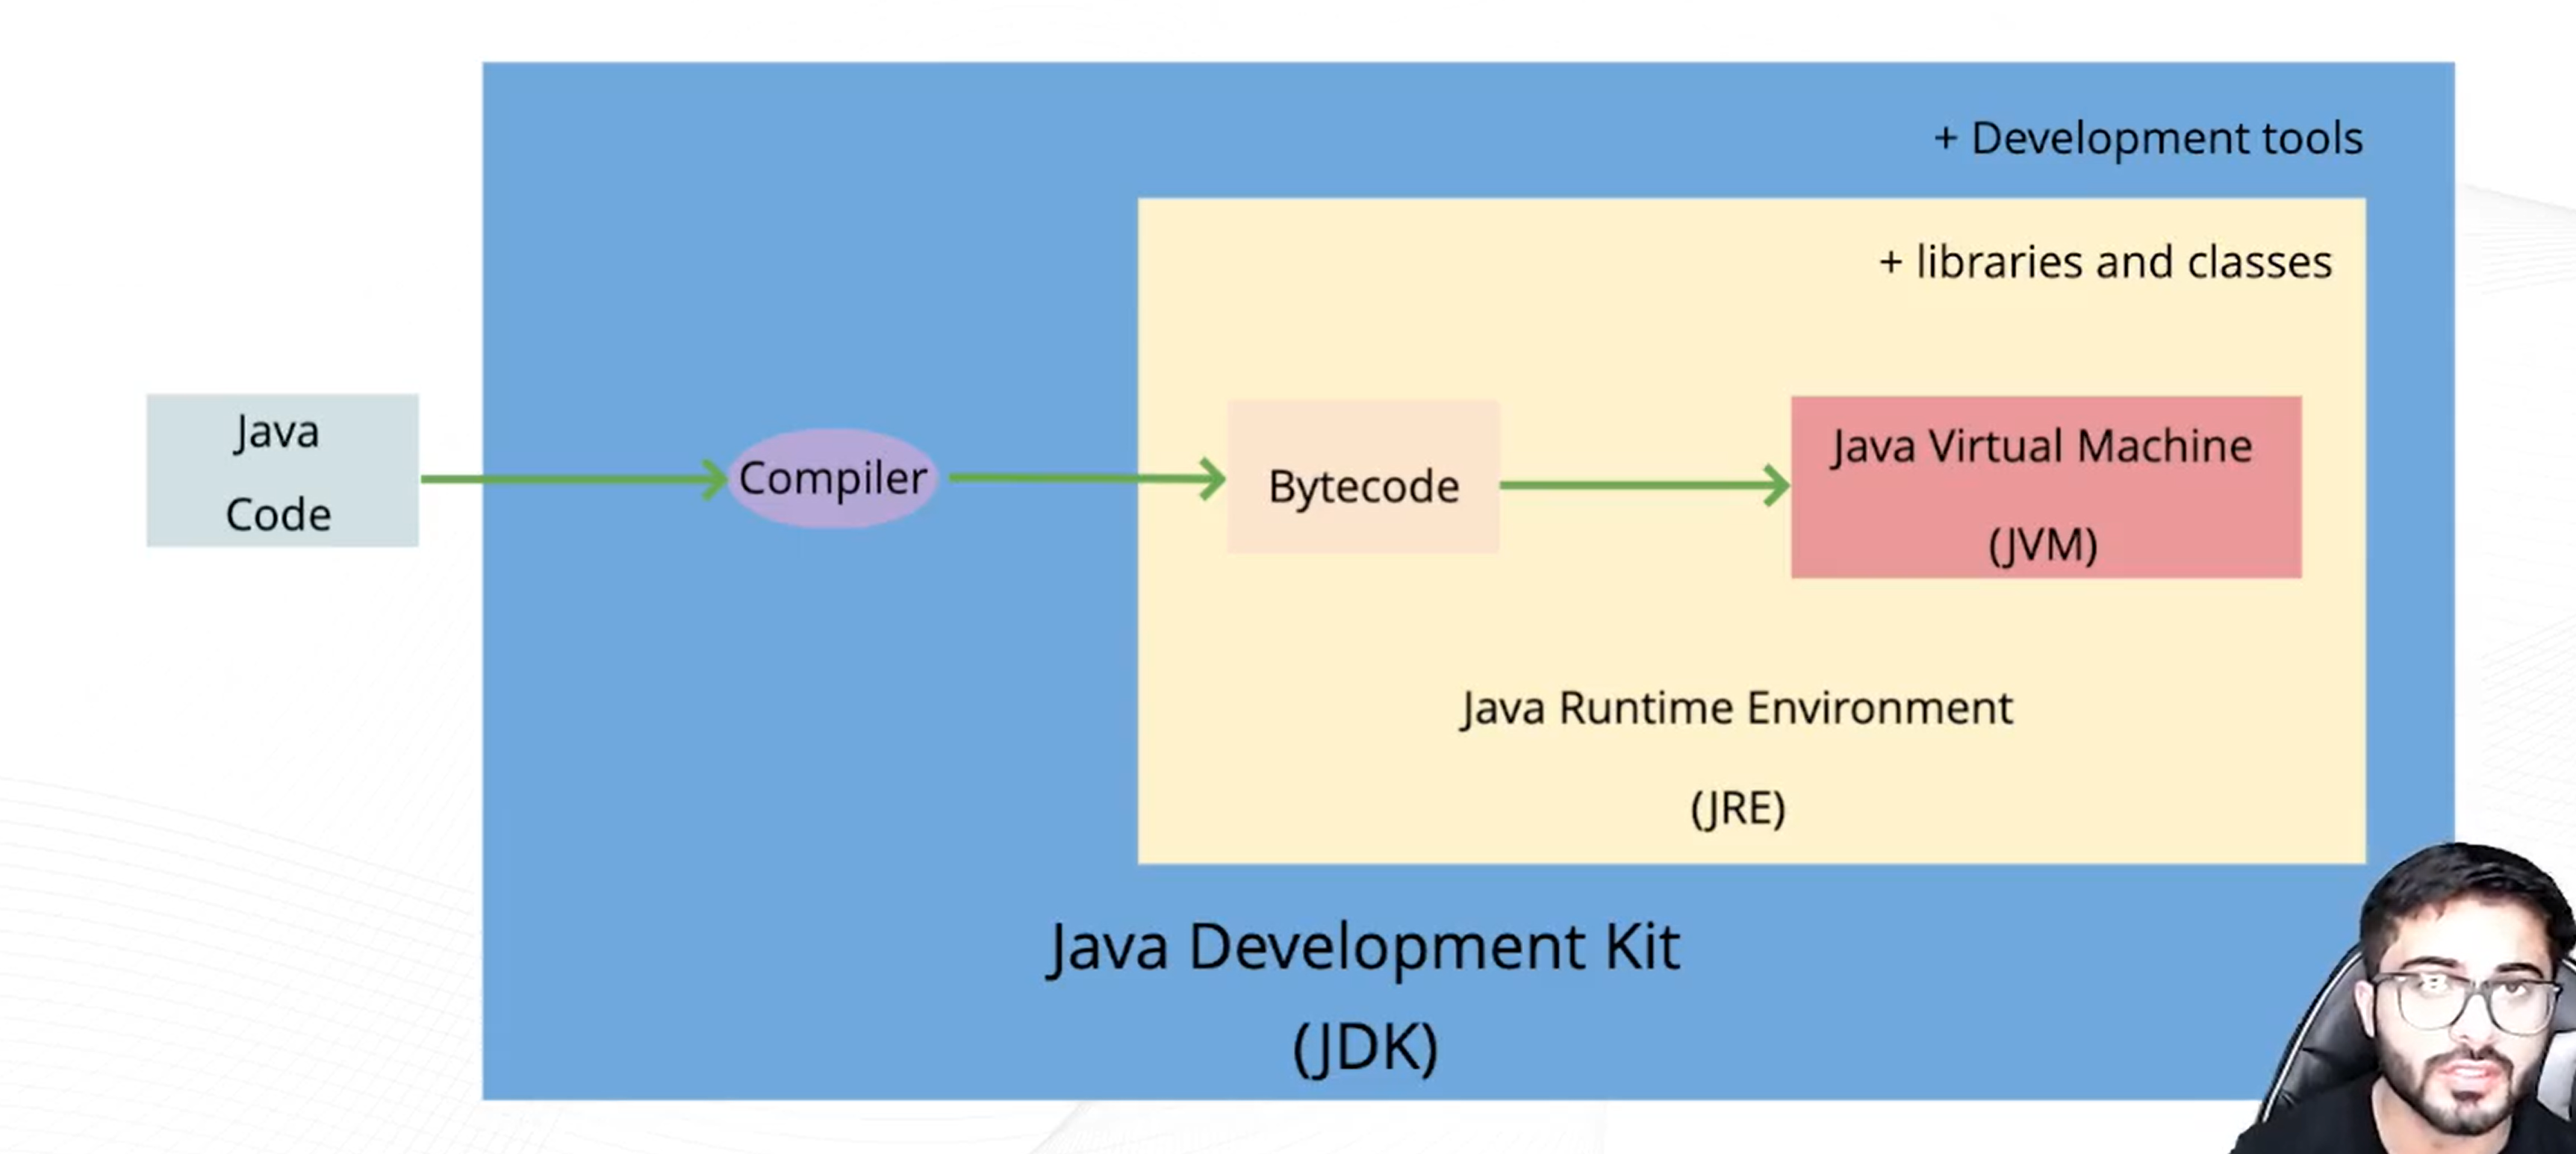 + Development tools
+ libraries and classes
Java
Code
Compiler
Bytecode
Java Virtual Machine
(JVM)
Java Runtime Environment
(JRE)
Java Development Kit
(JDK)